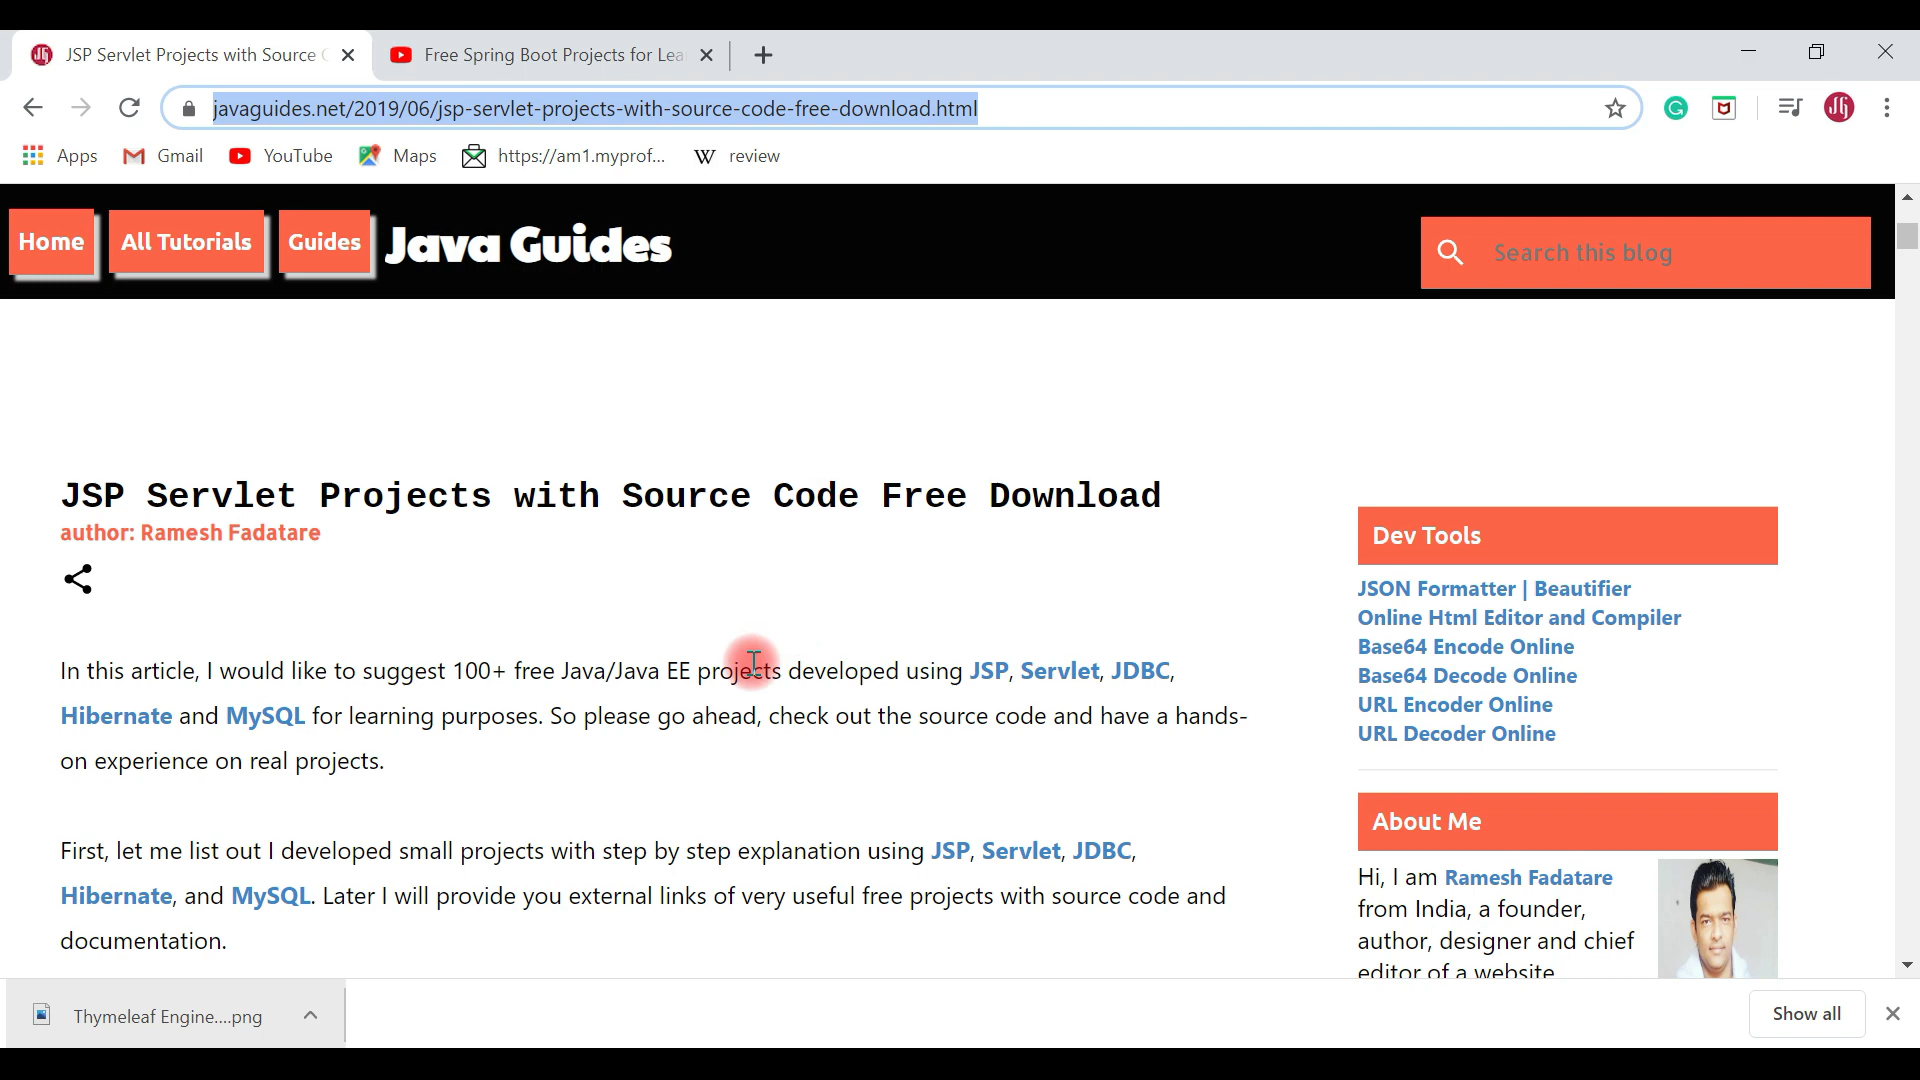 JSP Servlet Projects with Source
Free Spring Boot Projects for Lea
javaguides.net/2019/06/jsp-servlet-projects-with-source-code-free-download.html
Apps Gmail YouTube Maps https://am1.myprof... review
Home All Tutorials Guides Java Guides Search this blog
JSP Servlet Projects with Source Code Free Download
author: Ramesh Fadatare
In this article, I would like to suggest 100+ free Java/Java EE projects developed using JSP, Servlet, JDBC,
Hibernate and MySQL for learning purposes. So please go ahead, check out the source code and have a hands-
on experience on real projects.
First, let me list out I developed small projects with step by step explanation using JSP, Servlet, JDBC,
Hibernate, and MySQL. Later I will provide you external links of very useful free projects with source code and
documentation.
Dev Tools
JSON Formatter | Beautifier
Online Html Editor and Compiler
Base64 Encode Online
Base64 Decode Online
URL Encoder Online
URL Decoder Online
About Me
Hi, I am Ramesh Fadatare
from India, a founder,
author, designer and chief
editor of a website
Thymeleaf Engine....png
Show all